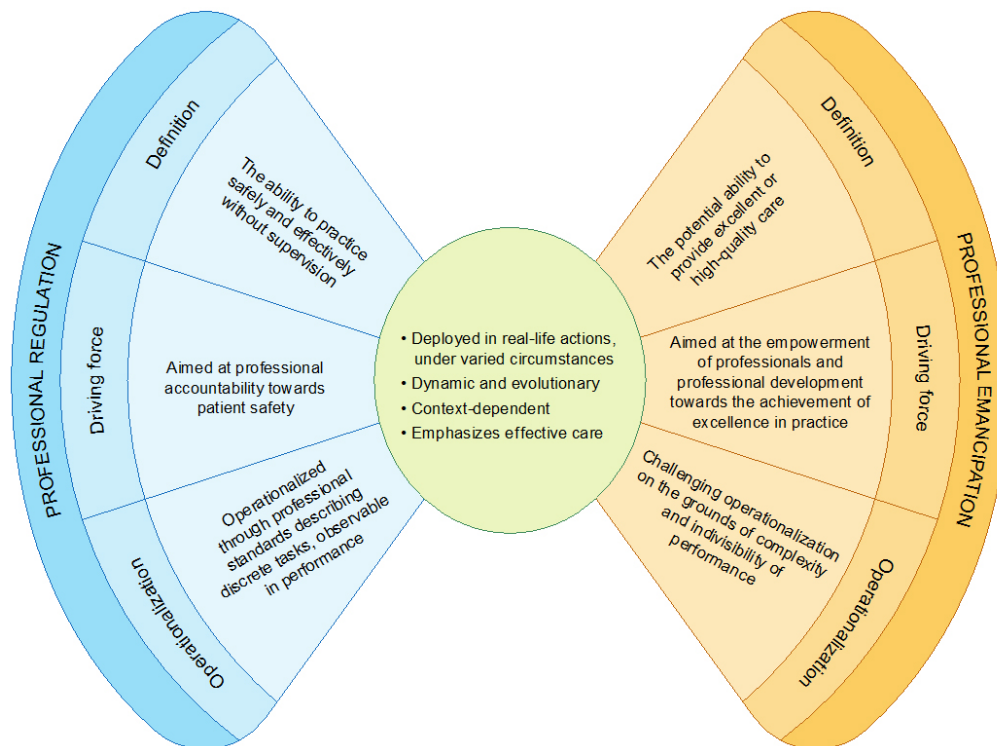 PROFESSIONAL REGULATION
Definition
The ability to practice
safely and effectively
without supervision
Driving force
Aimed at professional
accountability towards
patient safety
Operationalization
Operationalized
through professional
standards describing
discrete tasks, observable
in performance
• Deployed in real-life actions,
under varied circumstances
• Dynamic and evolutionary
• Context-dependent
• Emphasizes effective care
PROFESSIONAL EMANCIPATION
Definition
The potential ability to
provide excellent or
high-quality care
Driving force
Aimed at the empowerment
of professionals and
professional development
towards the achievement of
excellence in practice
Operationalization
Challenging operationalization
on the grounds of complexity
and indivisibility of
performance